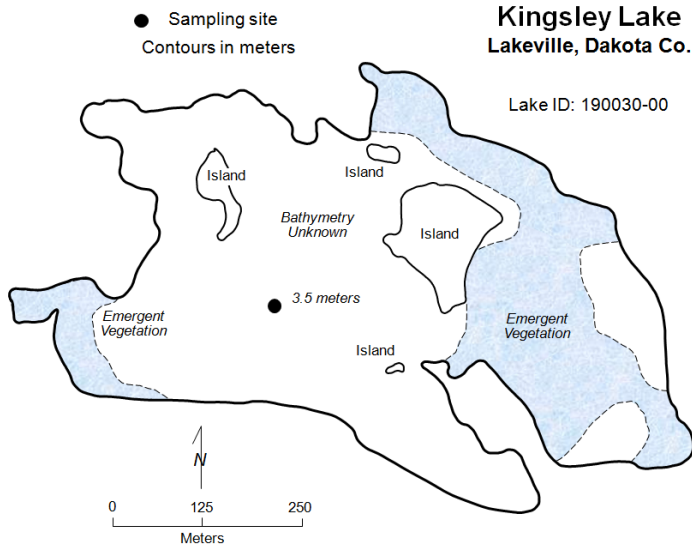 Kingsley Lake
Lakeville, Dakota Co.
Lake ID: 190030-00
Sampling site
Contours in meters
Island
Island
Bathymetry
Unknown
Island
3.5 meters
Emergent
Vegetation
Emergent
Vegetation
Island
N
0 125 250
Meters